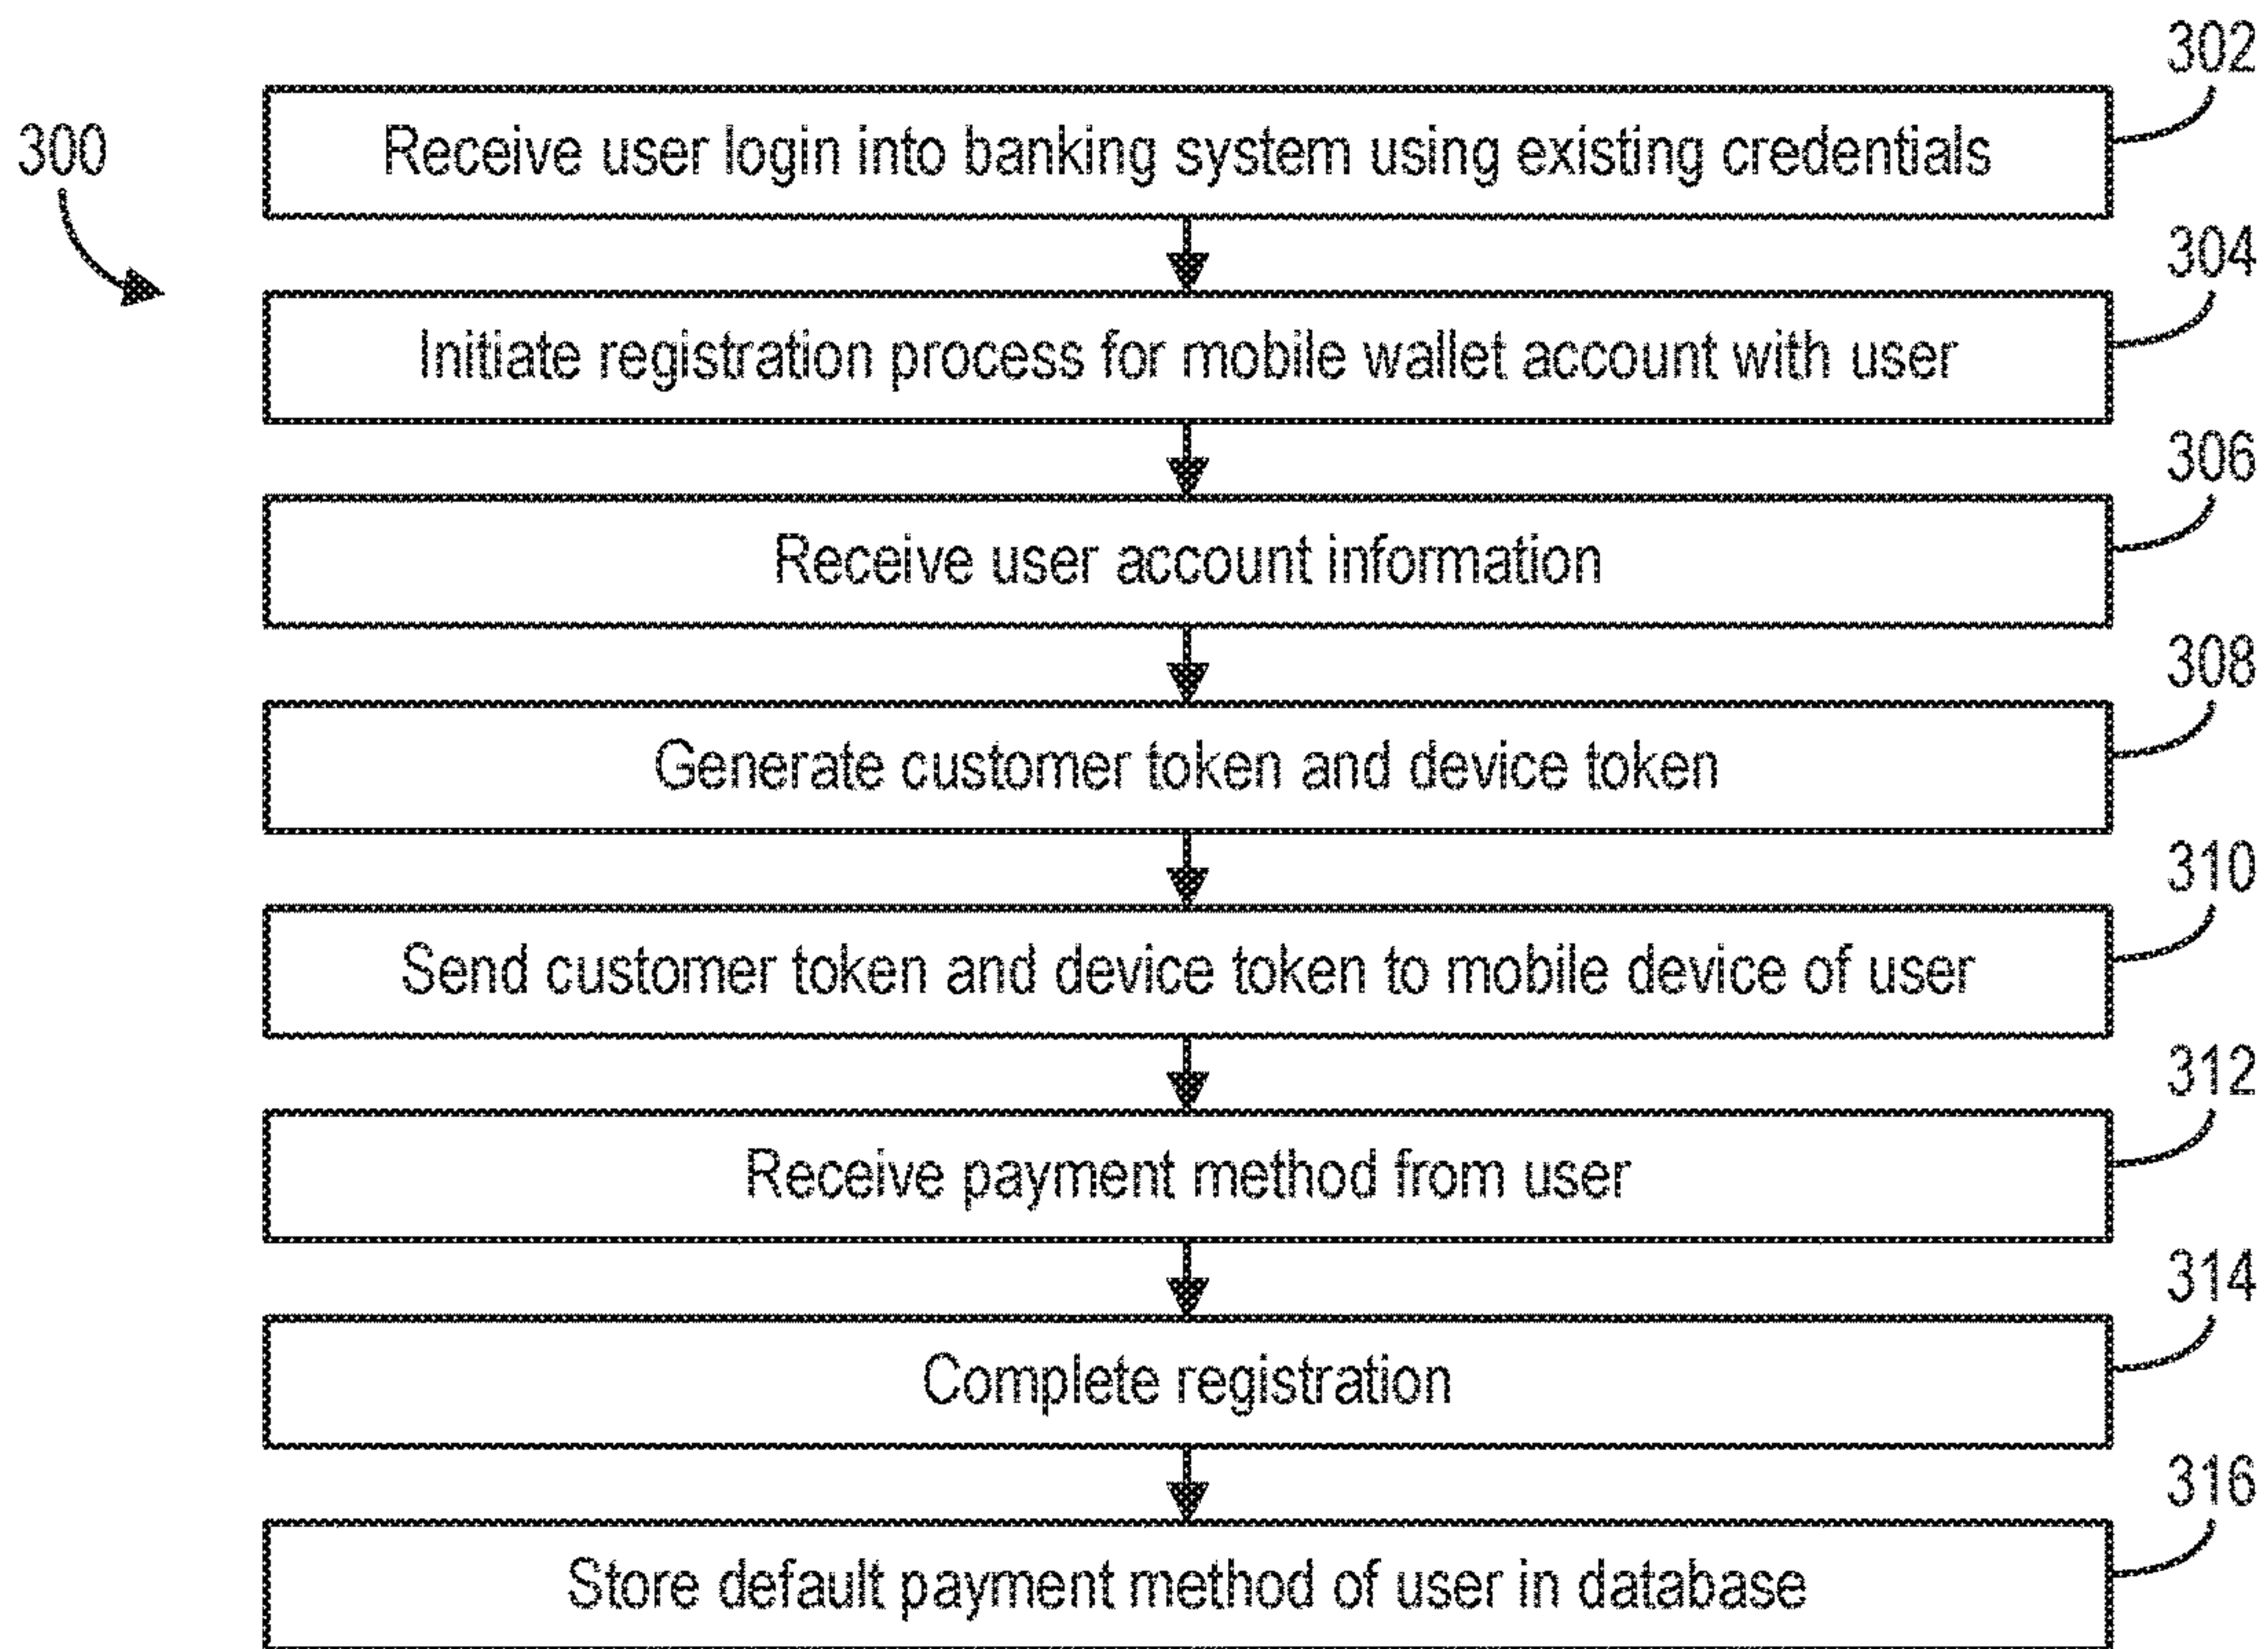 302
300
Receive user login into banking system using existing credentials
304
Initiate registration process for mobile wallet account with user
306
Receive user account information
308
Generate customer token and device token
310
Send customer token and device token to mobile device of user
312
Receive payment method from user
314
Complete registration
316
Store default payment method of user in database